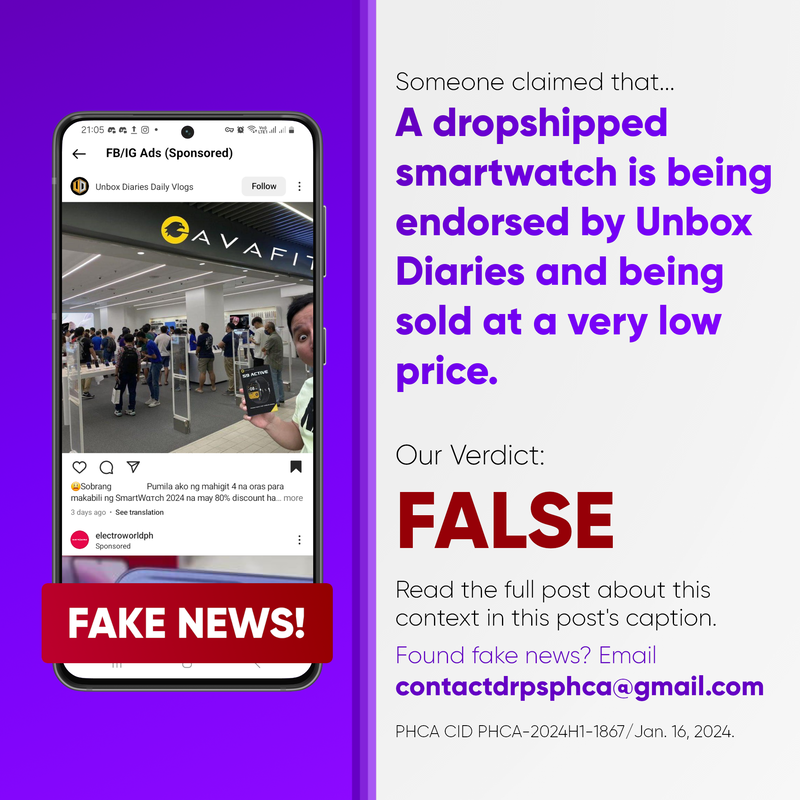 21:05
FB/IG Ads (Sponsored)
UD
Unbox Diaries Daily Vlogs
Follow
AVAFIT
S9 ACTIVE
😫Sobrang Pumila ako ng mahigit 4 na oras para
makabili ng SmartWατch 2024 na may 80% discount ha... more
3 days ago • See translation
electroworldph
Sponsored
FAKE NEWS!
Someone claimed that...
A dropshipped
smartwatch is being
endorsed by Unbox
Diaries and being
sold at a very low
price.
Our Verdict:
FALSE
Read the full post about this
context in this post's caption.
Found fake news? Email
contactdrpsphca@gmail.com
PHCA CID PHCA-2024H1-1867/Jan. 16, 2024.